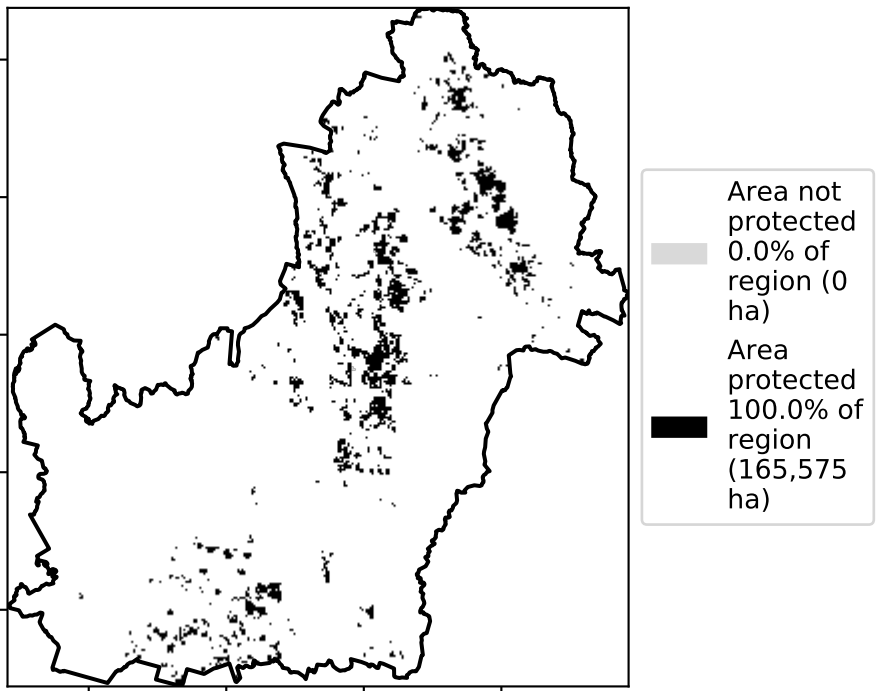 Area not
protected
0.0% of
region (0
ha)
Area
protected
100.0% of
region
(165,575
ha)